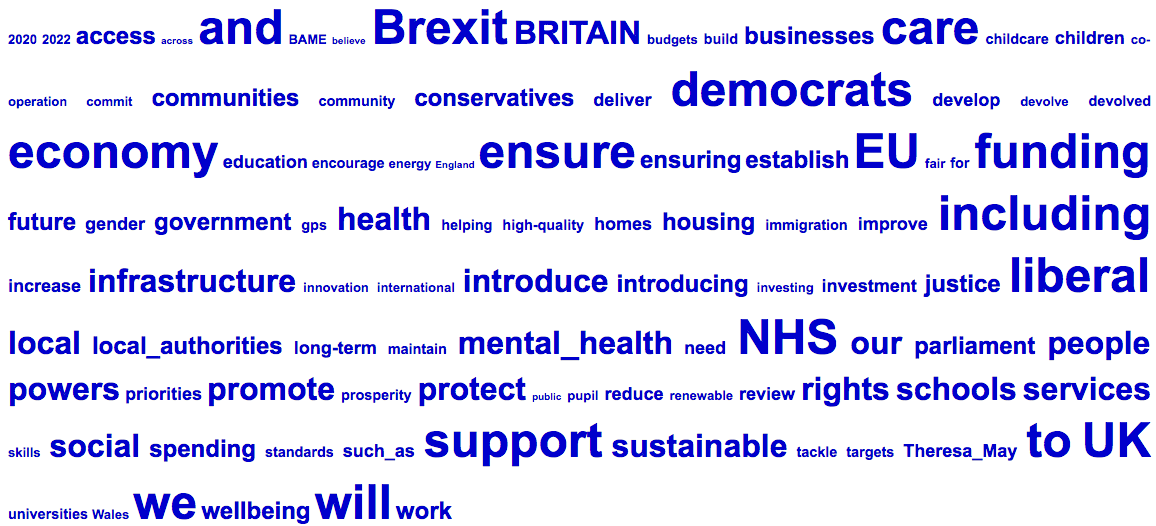 2020 2022 access across and BAME believe Brexit BRITAIN budgets build businesses care childcare children co-
operation commit communities community conservatives deliver democrats develop devolve devolved
economy education encourage energy England ensure ensuring establish EU fair for funding
future gender government gps health helping high-quality homes housing immigration improve including
increase infrastructure innovation international introduce introducing investing investment justice liberal
local local_authorities long-term maintain mental_health need NHS our parliament people
powers priorities promote prosperity protect public pupil reduce renewable review rights schools services
skills social spending standards such_as support sustainable tackle targets Theresa_May to UK
universities Wales we wellbeing will work